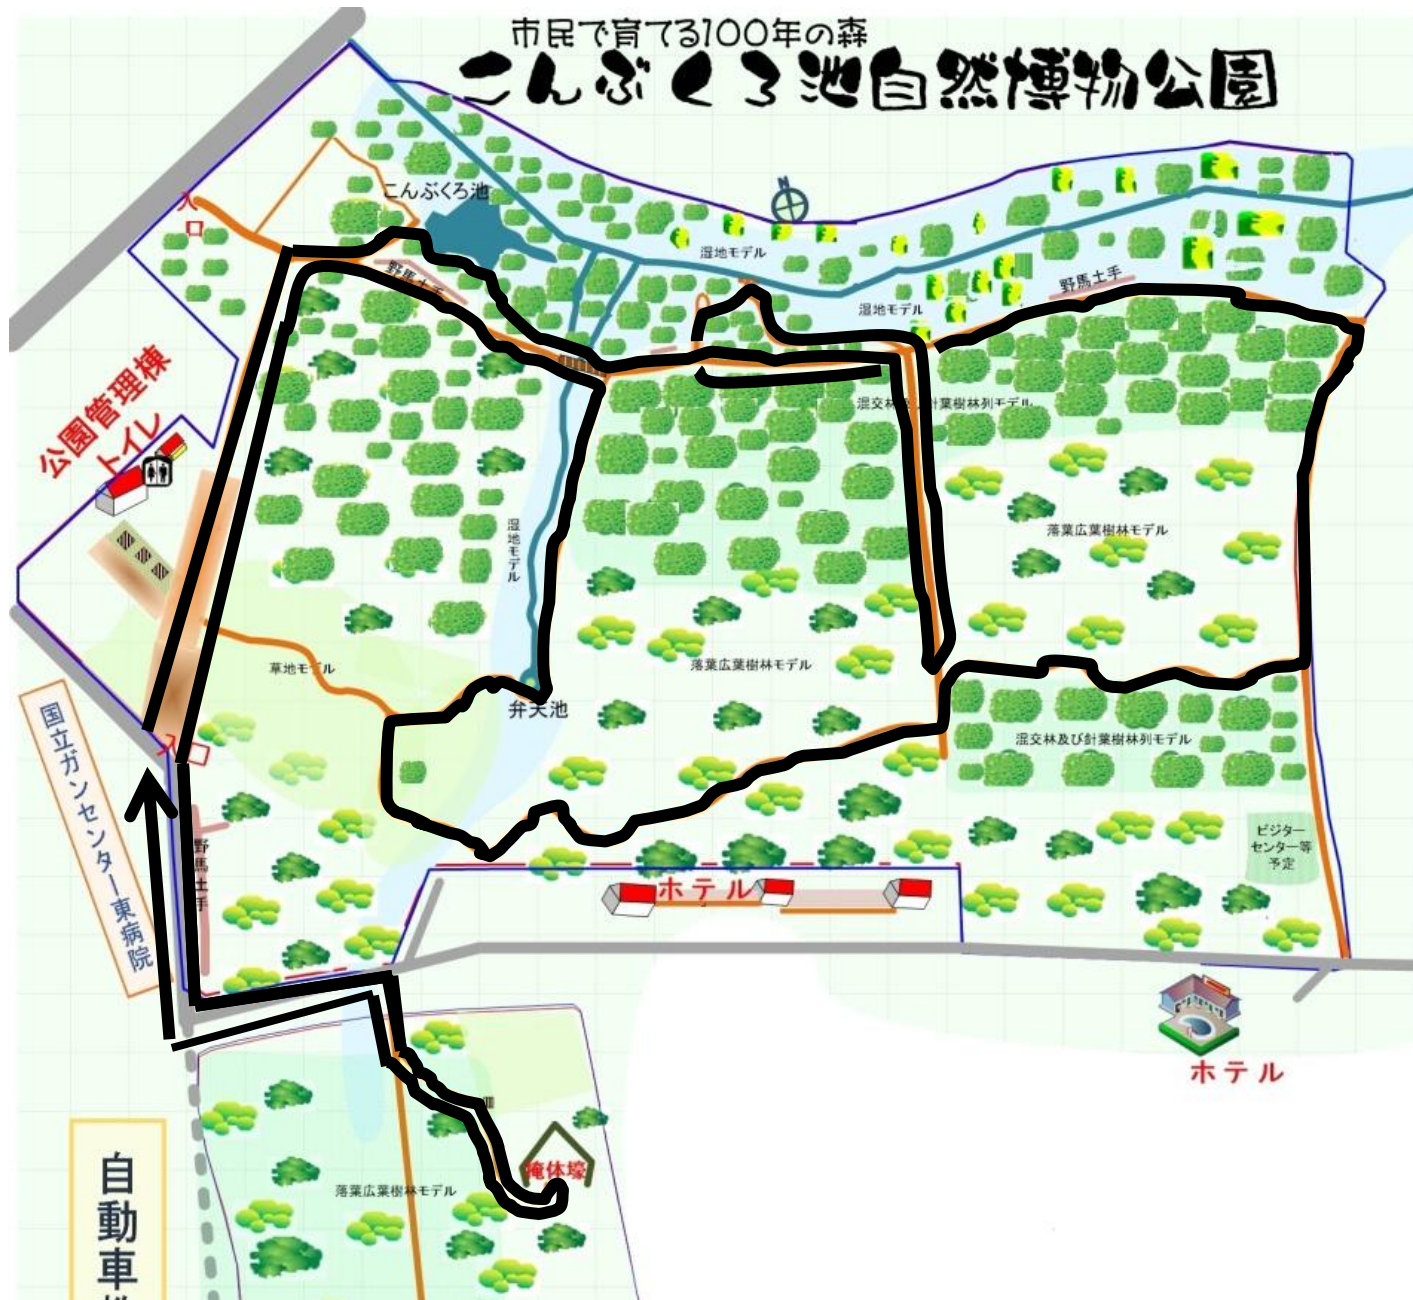 市民で育てる100年の森
こんぶくろ池自然博物公園
N
こんぶくろ池
入口
湿地モデル
野馬土手
野馬土手
湿地モデル
公園管理棟
トイレ
落葉広葉樹林モデル
湿地モデル
草地モデル
落葉広葉樹林モデル
弁天池
入口
混交林及び針葉樹林列モデル
国立ガンセンター東病院
野馬土手
ビジター
センター等
予定
ホテル
ホテル
掩体壕
落葉広葉樹林モデル
自動車